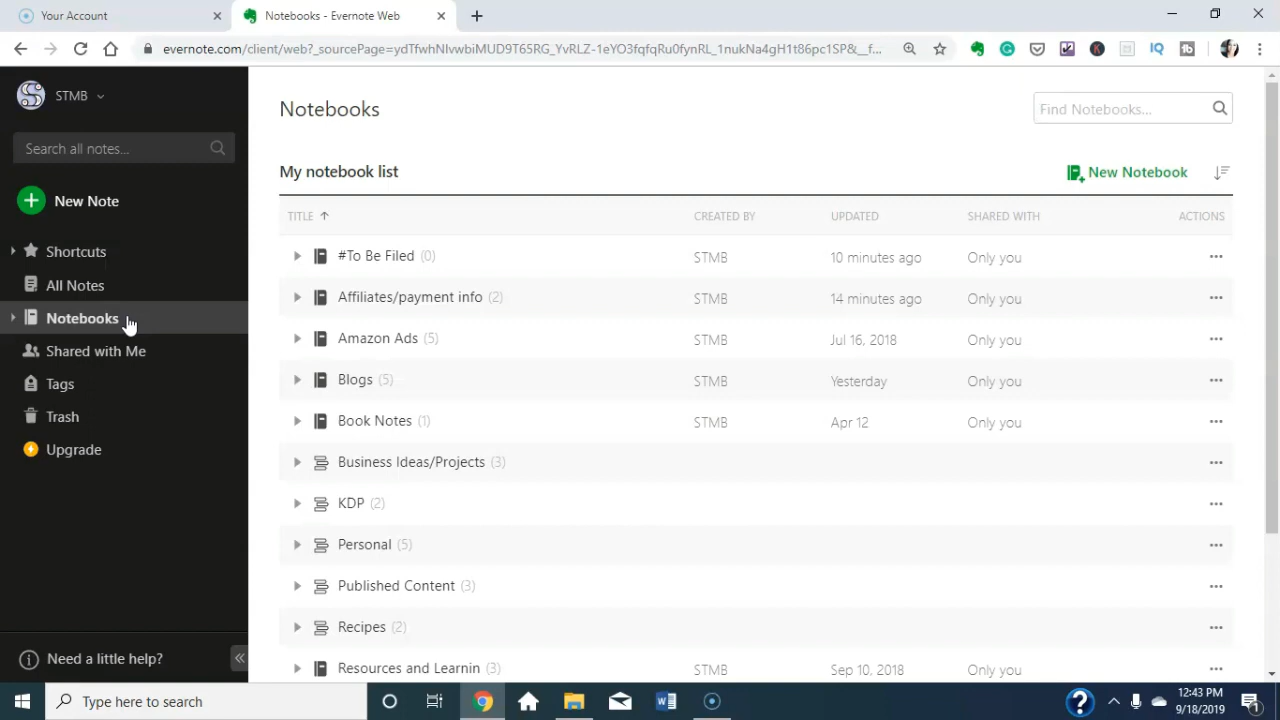 Your Account
Notebooks - Evernote Web
evernote.com/client/web?_sourcePage=ydTfwhNIvwbiMUD9T65RG_YvRLZ-1eYO3fqfqRu0fynRL_1nukNa4gH1t86pc1SP&__f...
STMB
Search all notes...
New Note
Shortcuts
All Notes
Notebooks
Shared with Me
Tags
Trash
Upgrade
Need a little help?
Notebooks
Find Notebooks...
My notebook list
New Notebook
TITLE CREATED BY UPDATED SHARED WITH ACTIONS
#To Be Filed (0) STMB 10 minutes ago Only you
Affiliates/payment info (2) STMB 14 minutes ago Only you
Amazon Ads (5) STMB Jul 16, 2018 Only you
Blogs (5) STMB Yesterday Only you
Book Notes (1) STMB Apr 12 Only you
Business Ideas/Projects (3)
KDP (2)
Personal (5)
Published Content (3)
Recipes (2)
Resources and Learnin (3) STMB Sep 10, 2018 Only you
Type here to search
12:43 PM
9/18/2019